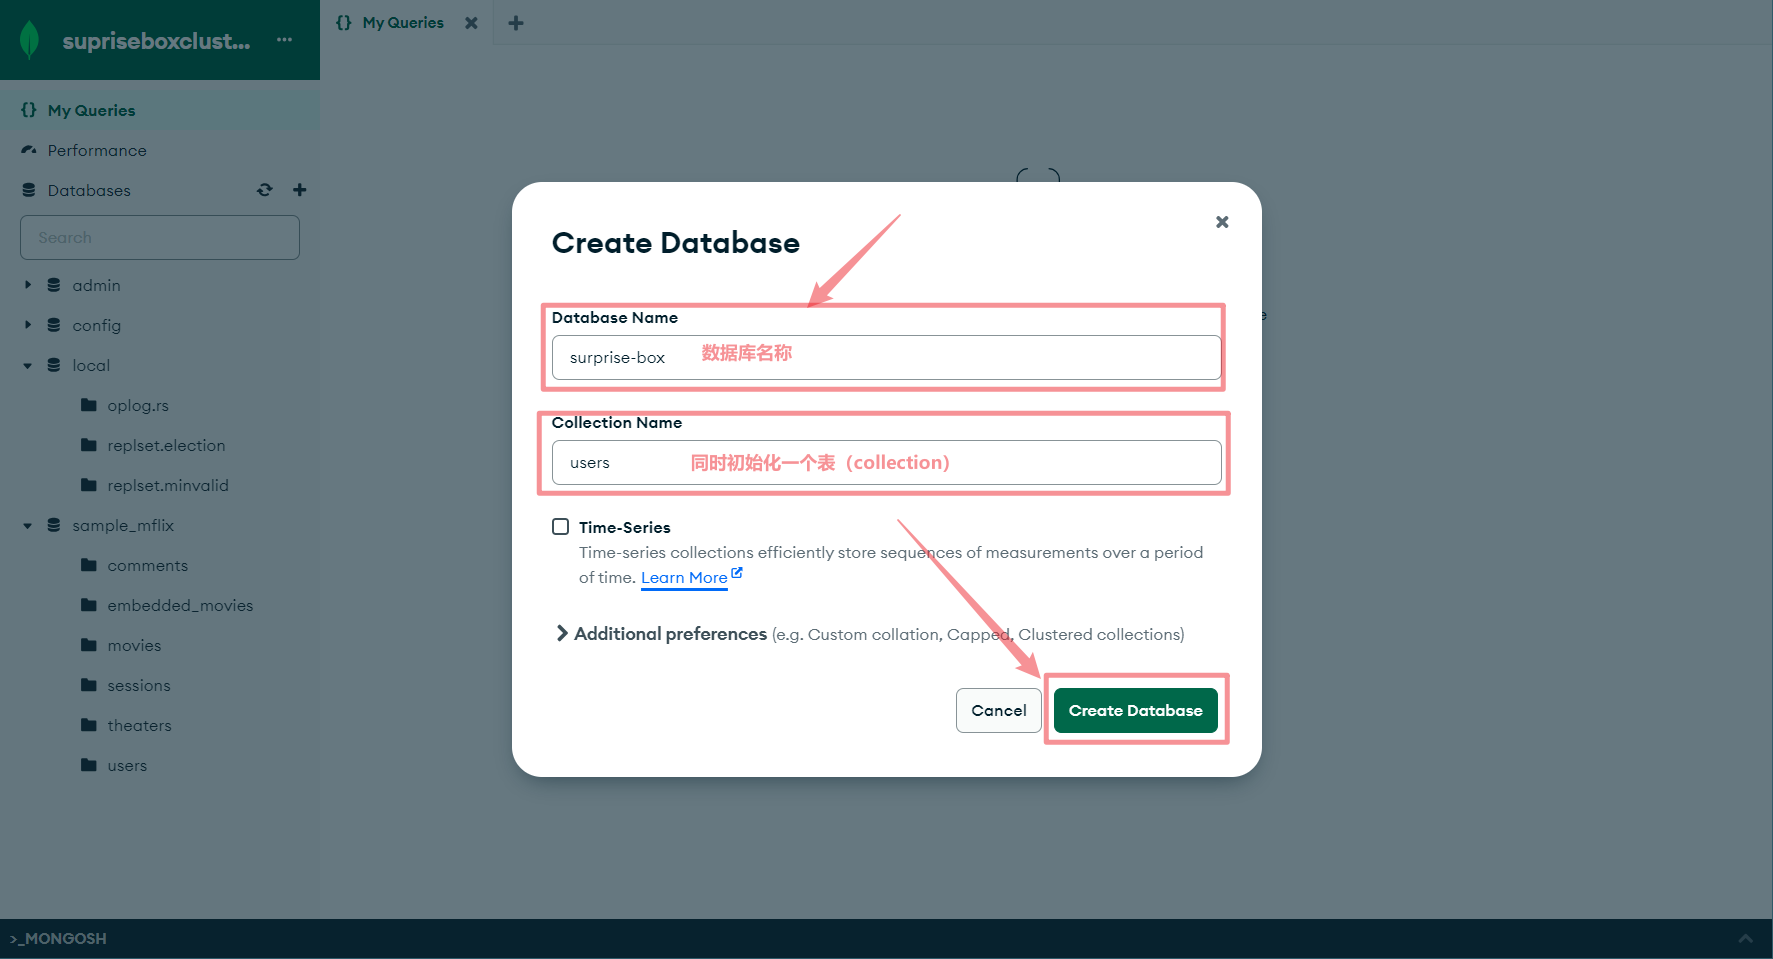 supriseboxclust...
My Queries
Performance
Databases
Search
admin
config
local
oplog.rs
replset.election
replset.minvalid
sample_mflix
comments
embedded_movies
movies
sessions
theaters
users
{} My Queries
Create Database
Database Name
surprise-box 数据库名称
Collection Name
users 同时初始化一个表（collection）
Time-Series
Time-series collections efficiently store sequences of measurements over a period
of time. Learn More
Additional preferences (e.g. Custom collation, Capped, Clustered collections)
Cancel
Create Database
>_MONGOSH